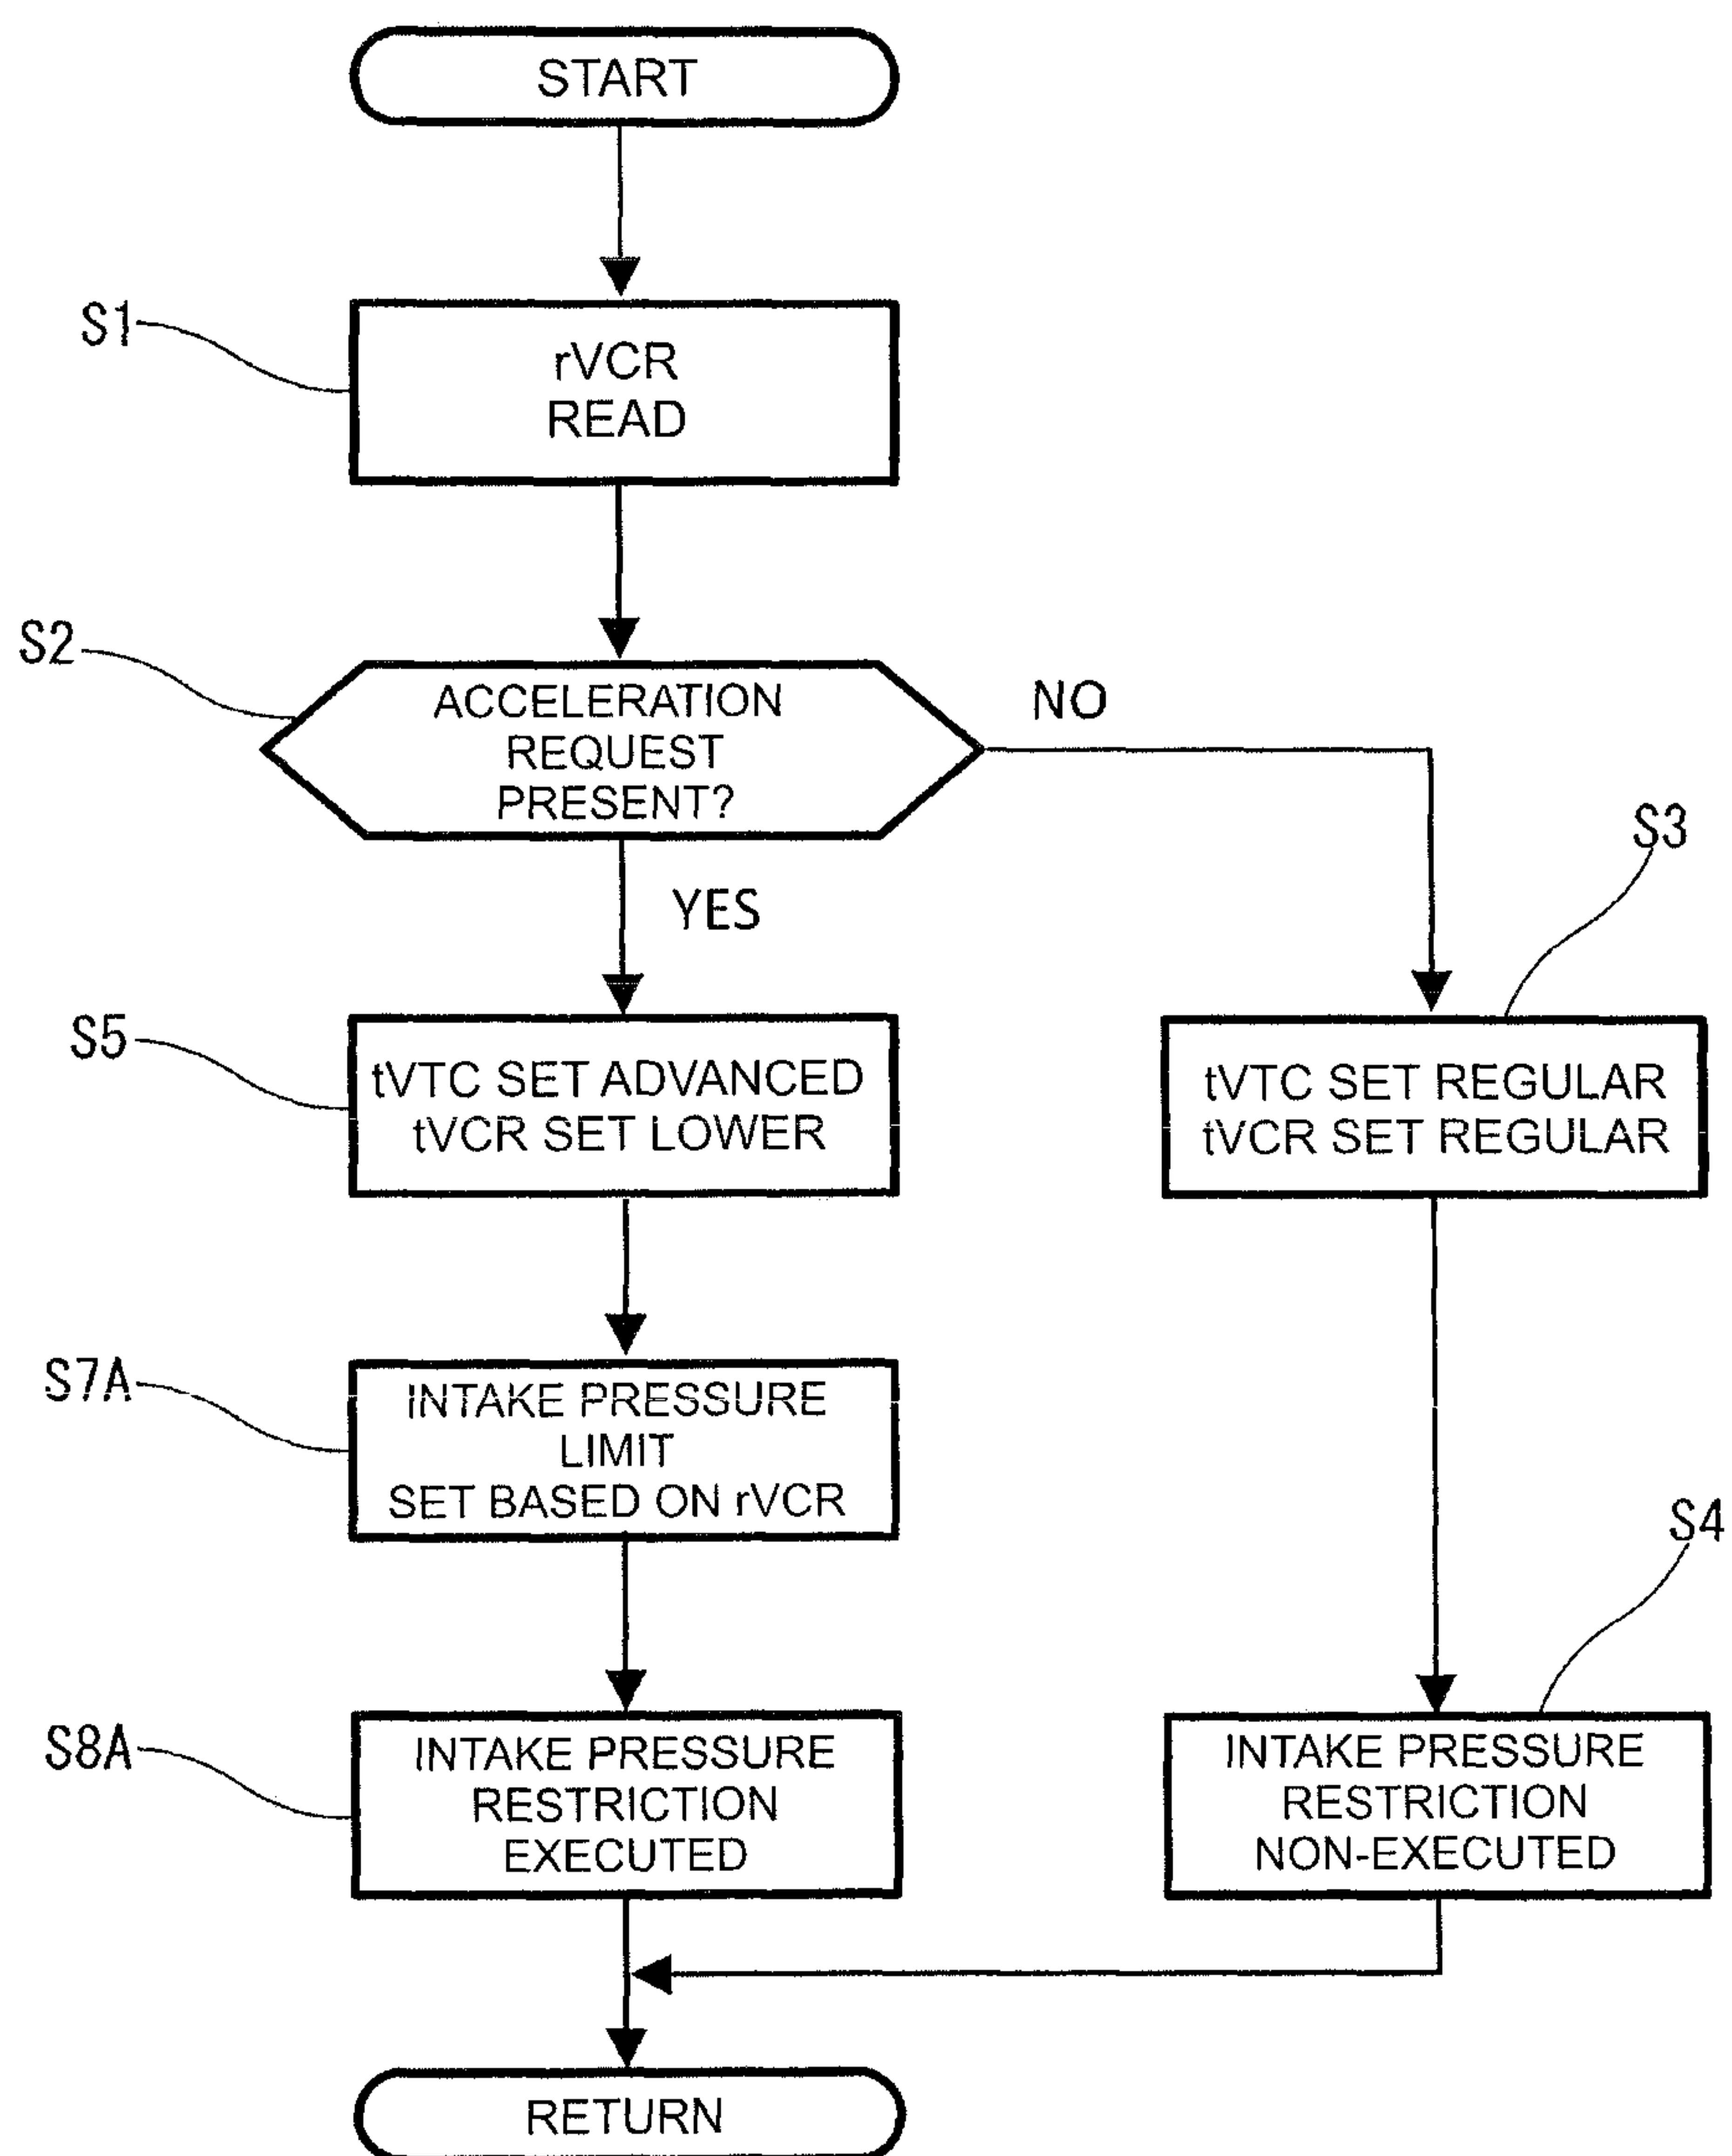 START
S1
rVCR
READ
S2
ACCELERATION
REQUEST
PRESENT?
NO
YES
S3
S5
tVTC SET ADVANCED
tVCR SET LOWER
tVTC SET REGULAR
tVCR SET REGULAR
S7A
INTAKE PRESSURE
LIMIT
SET BASED ON rVCR
S4
S8A
INTAKE PRESSURE
RESTRICTION
EXECUTED
INTAKE PRESSURE
RESTRICTION
NON-EXECUTED
RETURN